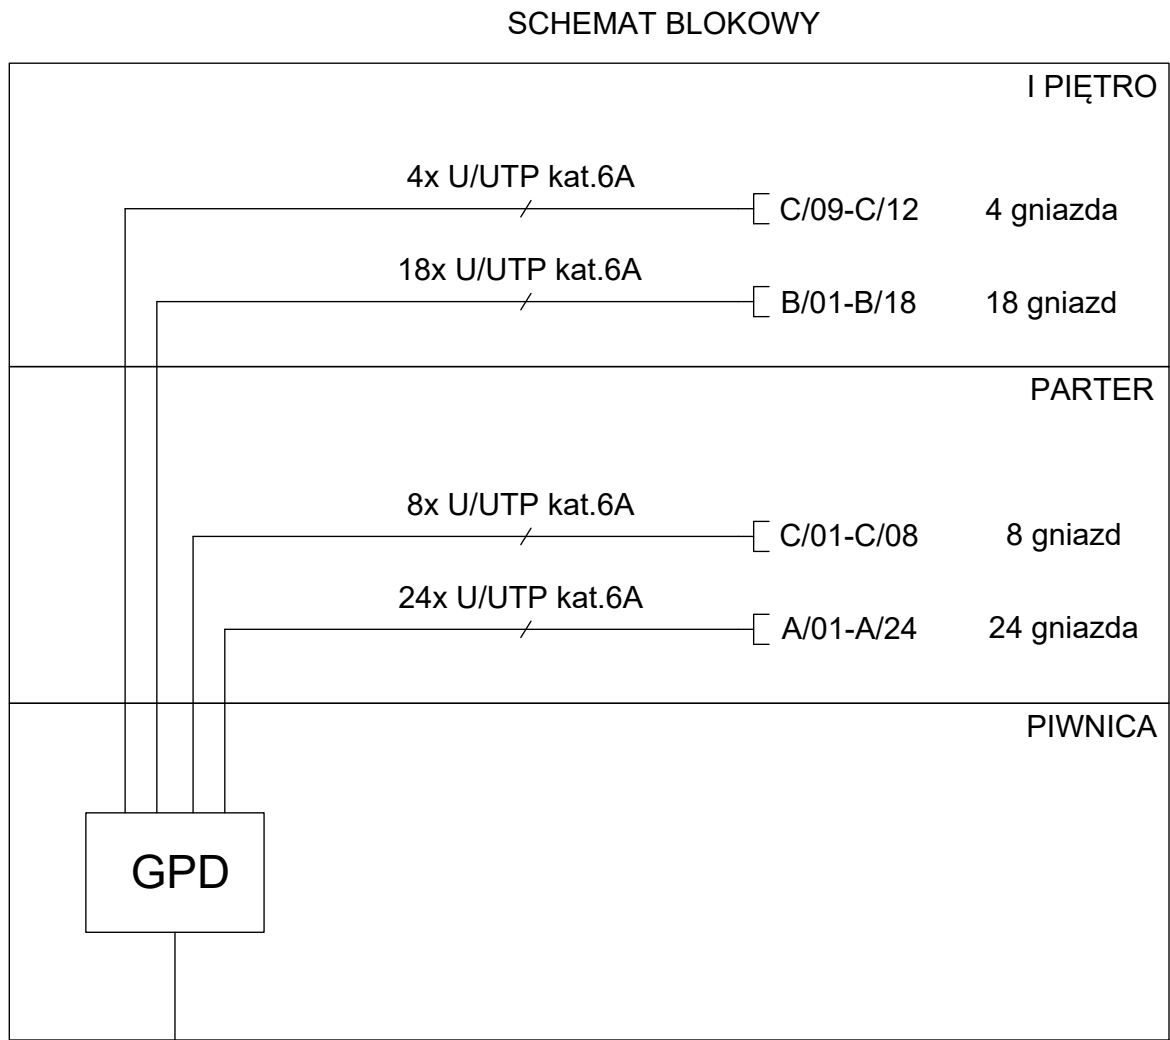 SCHEMAT BLOKOWY
I PIĘTRO
4x U/UTP kat.6A
C/09-C/12 4 gniazda
18x U/UTP kat.6A
B/01-B/18 18 gniazd
PARTER
8x U/UTP kat.6A
C/01-C/08 8 gniazd
24x U/UTP kat.6A
A/01-A/24 24 gniazda
PIWNICA
GPD